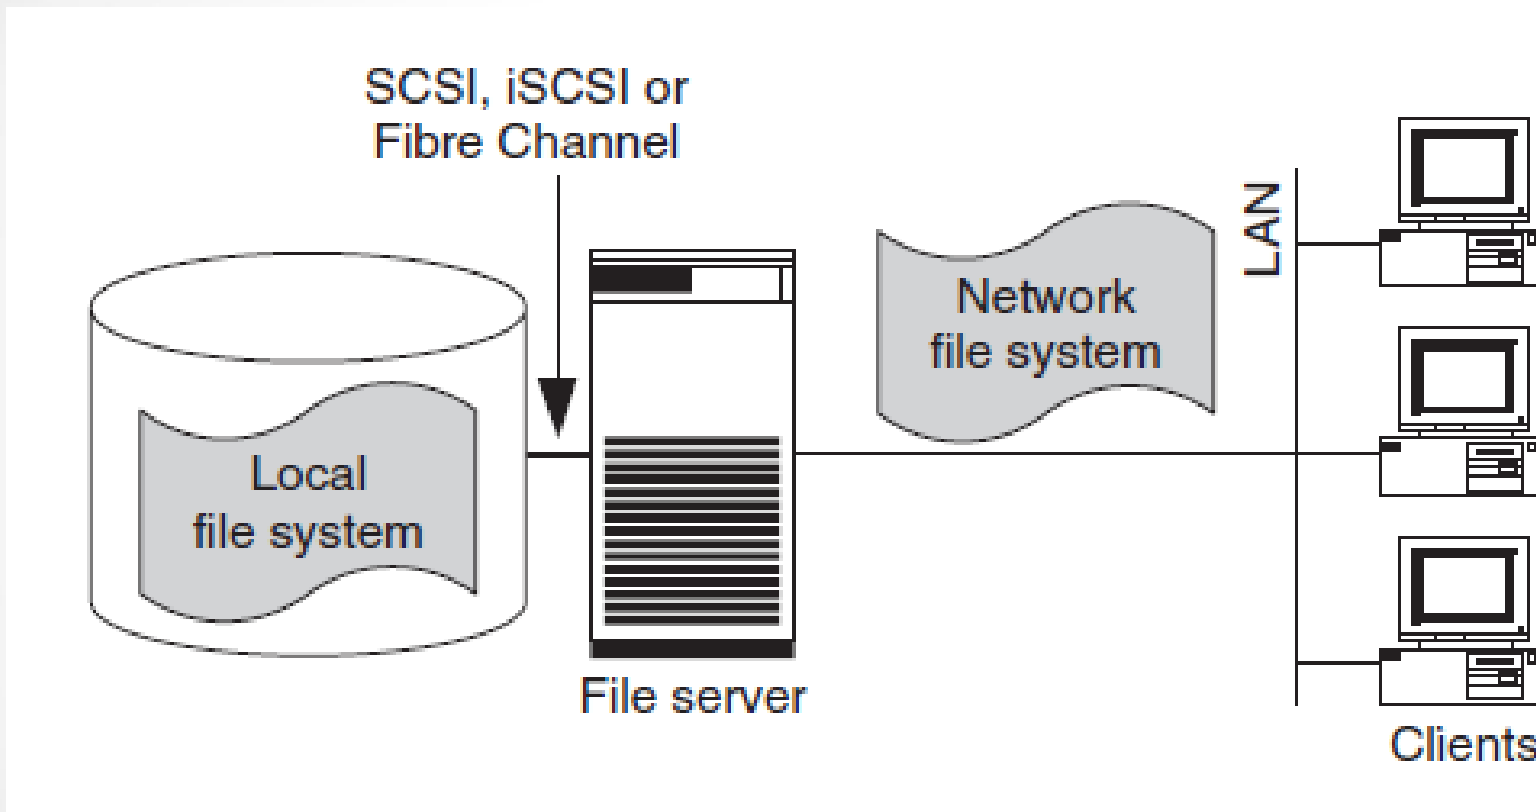 SCSI, iSCSI or
Fibre Channel
LAN
Network
file system
Local
file system
File server
Clients